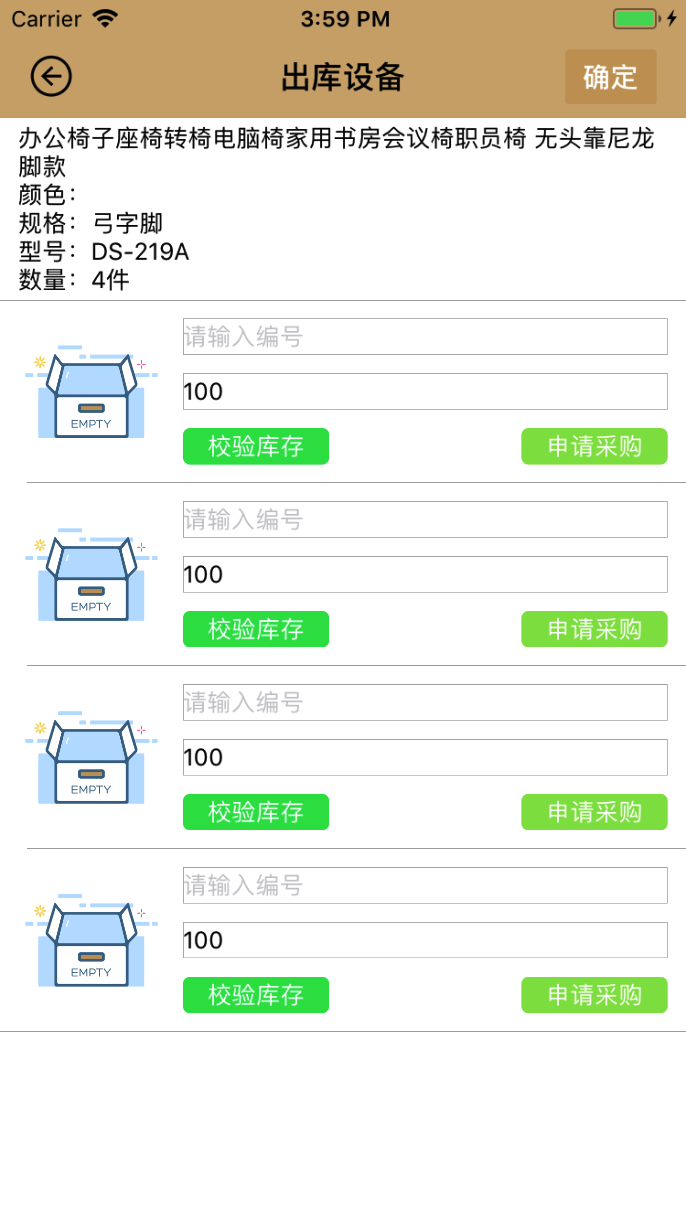 Carrier 3:59 PM
出库设备 确定
办公椅子座椅转椅电脑椅家用书房会议椅职员椅 无头靠尼龙
脚款
颜色：
规格：弓字脚
型号：DS-219A
数量：4件
请输入编号
EMPTY
100
校验库存 申请采购
请输入编号
EMPTY
100
校验库存 申请采购
请输入编号
EMPTY
100
校验库存 申请采购
请输入编号
EMPTY
100
校验库存 申请采购